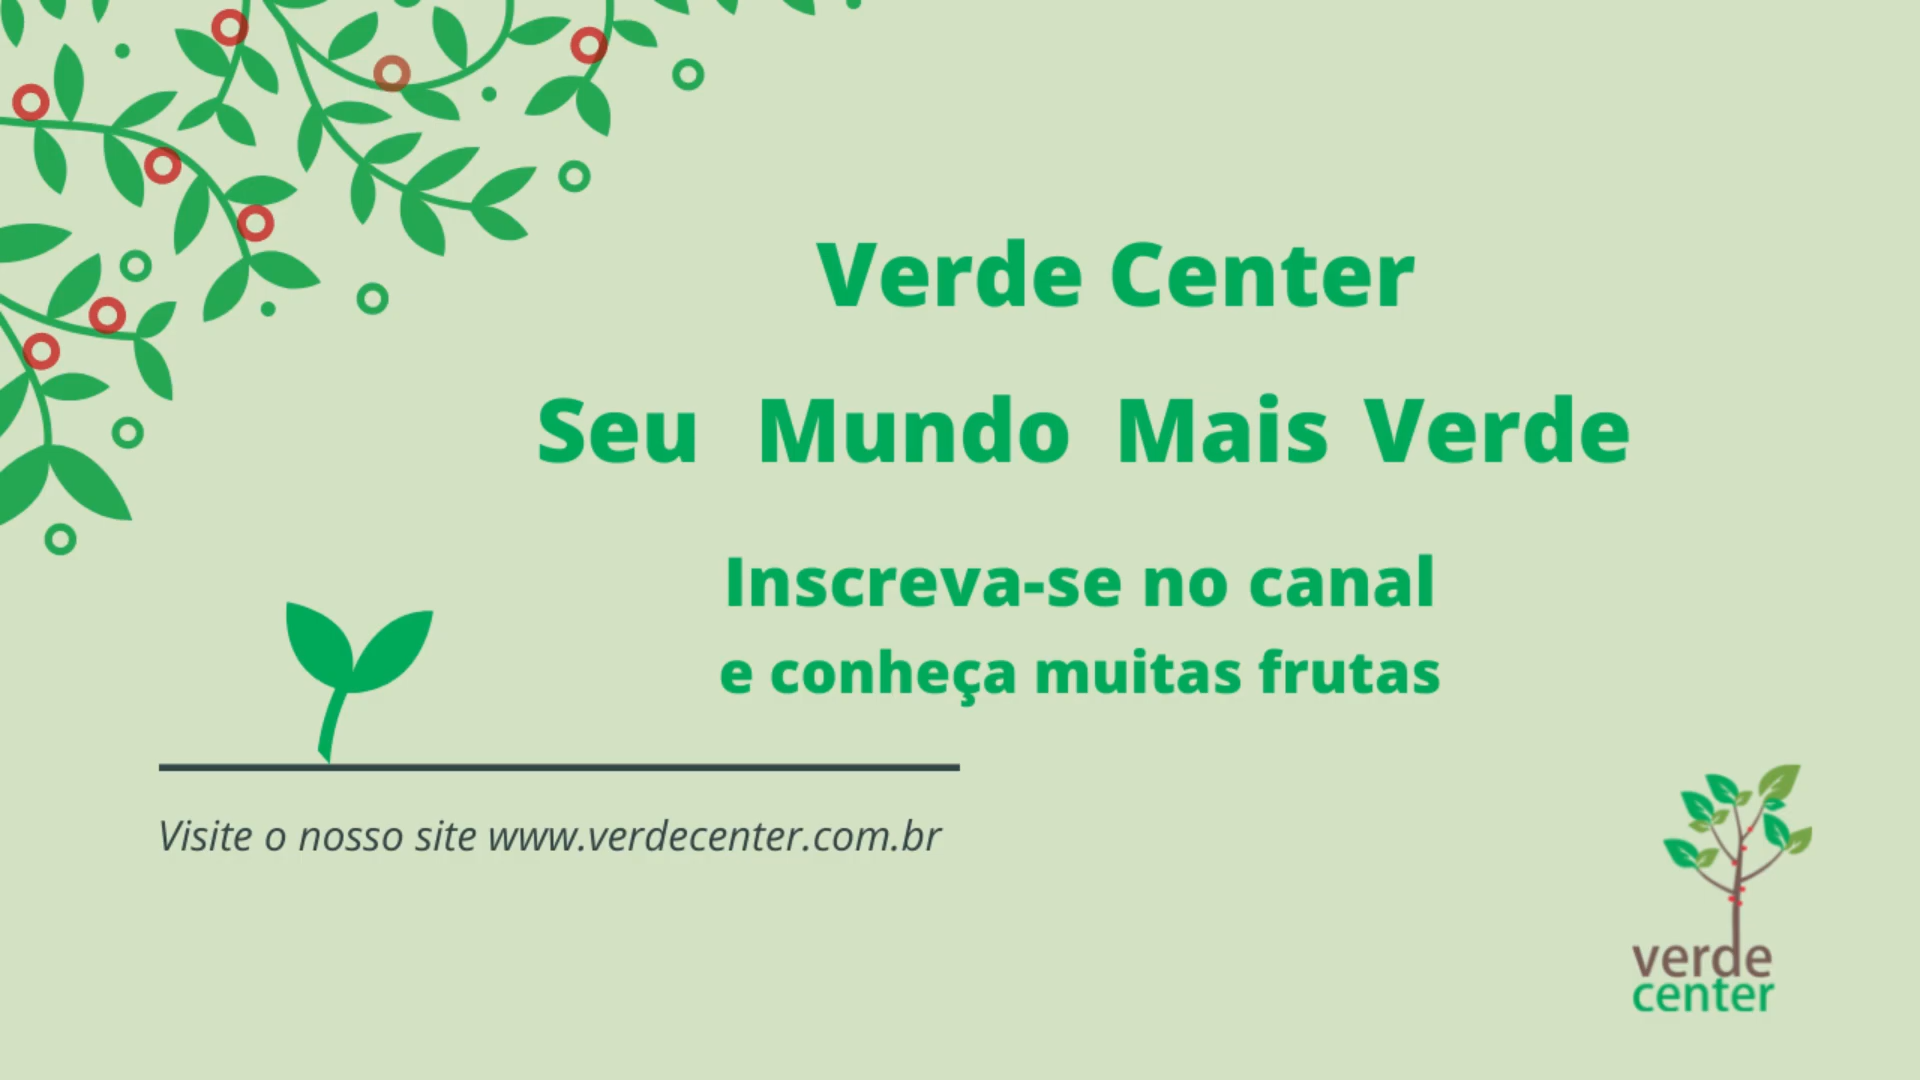 Verde Center
Seu Mundo Mais Verde
Inscreva-se no canal
e conheça muitas frutas
Visite o nosso site www.verdecenter.com.br
verde
center